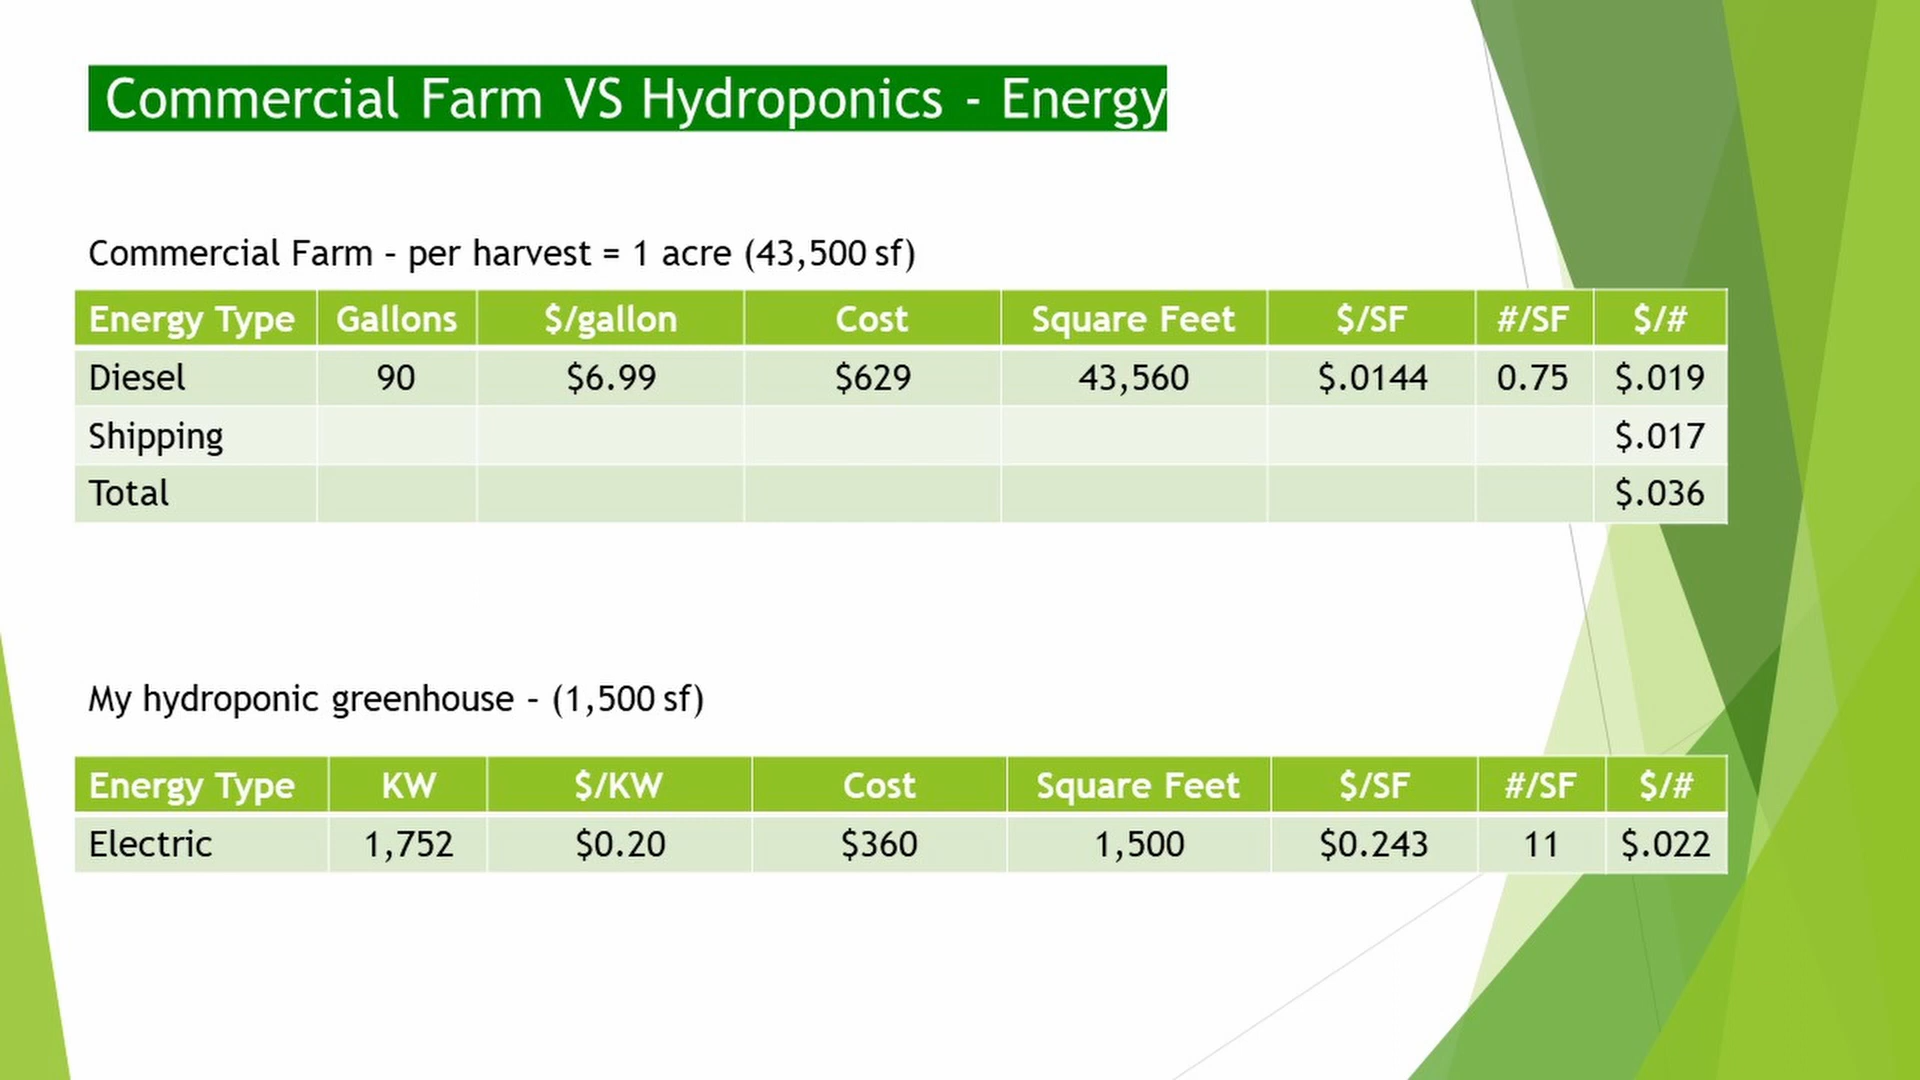 Commercial Farm VS Hydroponics - Energy
Commercial Farm – per harvest = 1 acre (43,500 sf)
Energy Type Gallons $/gallon Cost Square Feet $/SF #/SF $/#
Diesel 90 $6.99 $629 43,560 $.0144 0.75 $.019
Shipping $.017
Total $.036
My hydroponic greenhouse – (1,500 sf)
Energy Type KW $/KW Cost Square Feet $/SF #/SF $/#
Electric 1,752 $0.20 $360 1,500 $0.243 11 $.022